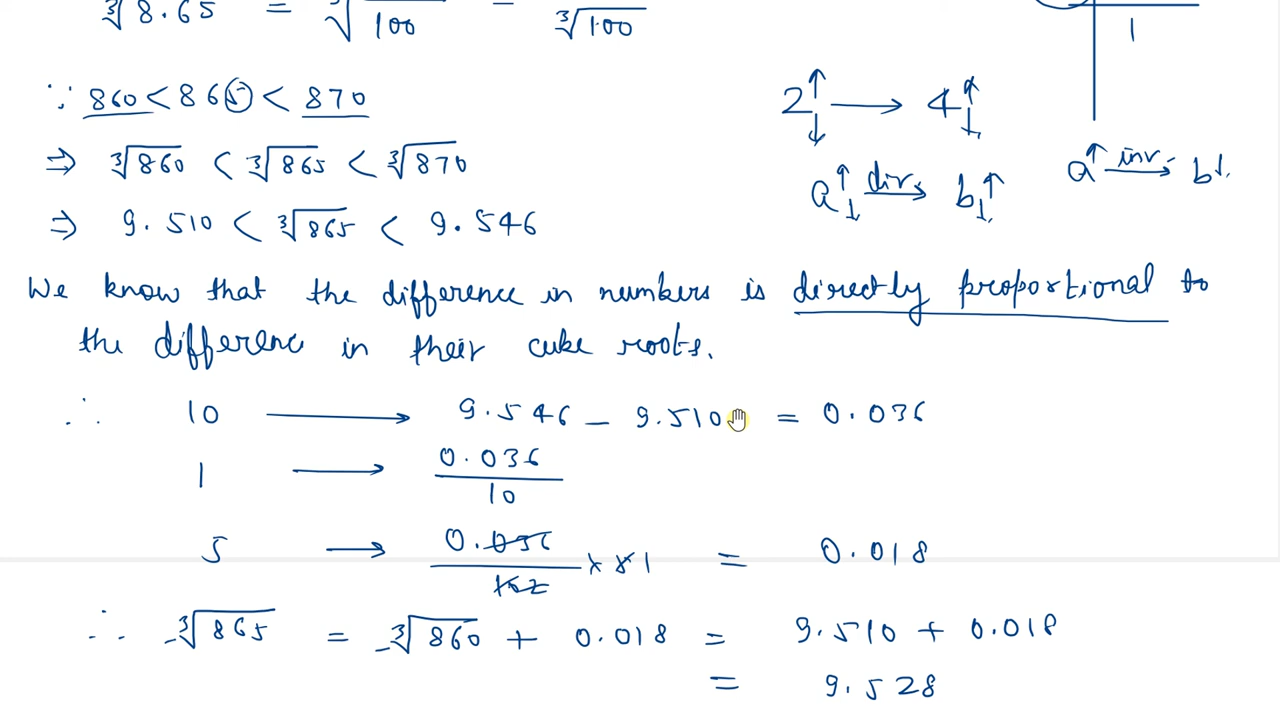 ∛8.65 = ∛ 100 = ∛100
1
∵ 860 < 865 < 870
⇒ ∛860 < ∛865 < ∛870
⇒ 9.510 < ∛865 < 9.546
2↑↓ → 4↑↓
a↑↓ dir → b↑↓
a↑ inv → b↓
We know that the difference in numbers is directly proportional to
the difference in their cube roots.
∴ 10 → 9.546 - 9.510 = 0.036
1 → 0.036/10
5 → 0.036/10 2 × 5 1 = 0.018
∴ ∛865 = ∛860 + 0.018 = 9.510 + 0.018
= 9.528